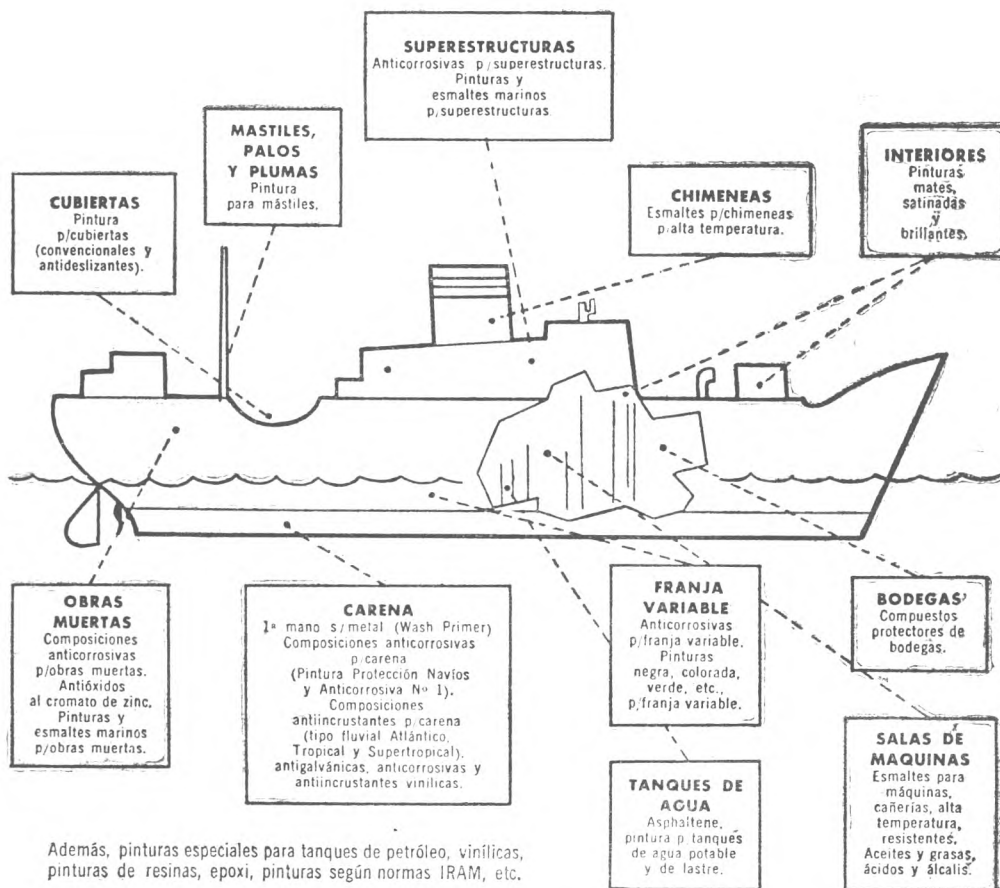 SUPERESTRUCTURAS
Anticorrosivas p/superestructuras.
Pinturas y
esmaltes marinos
p/superestructuras
MASTILES,
PALOS
Y PLUMAS
Pintura
para mástiles.
CUBIERTAS
Pintura
p/cubiertas
(convencionales y
antideslizantes).
CHIMENEAS
Esmaltes p/chimeneas
p/alta temperatura.
INTERIORES
Pinturas
mates,
satinadas
y
brillantes.
OBRAS
MUERTAS
Composiciones
anticorrosivas
p/obras muertas.
Antióxidos
al cromato de zinc.
Pinturas y
esmaltes marinos
p/obras muertas.
CARENA
1ª mano s/metal (Wash Primer)
Composiciones anticorrosivas
p/carena
(Pintura Protección Navíos
y Anticorrosiva Nº 1).
Composiciones
antiincrustantes p/carena
(tipo fluvial Atlántico,
Tropical y Supertropical),
antigalvánicas, anticorrosivas y
antiincrustantes vinílicas.
FRANJA
VARIABLE
Anticorrosivas
p/franja variable.
Pinturas
negra, colorada,
verde, etc.,
p/franja variable.
BODEGAS
Compuestos
protectores de
bodegas.
TANQUES DE
AGUA
Asphaltene,
pintura p/tanques
de agua potable
y de lastre.
SALAS DE
MAQUINAS
Esmaltes para
máquinas,
cañerías, alta
temperatura,
resistentes.
Aceites y grasas,
ácidos y álcalis.
Además, pinturas especiales para tanques de petróleo, vinílicas,
pinturas de resinas, epoxi, pinturas según normas IRAM, etc.